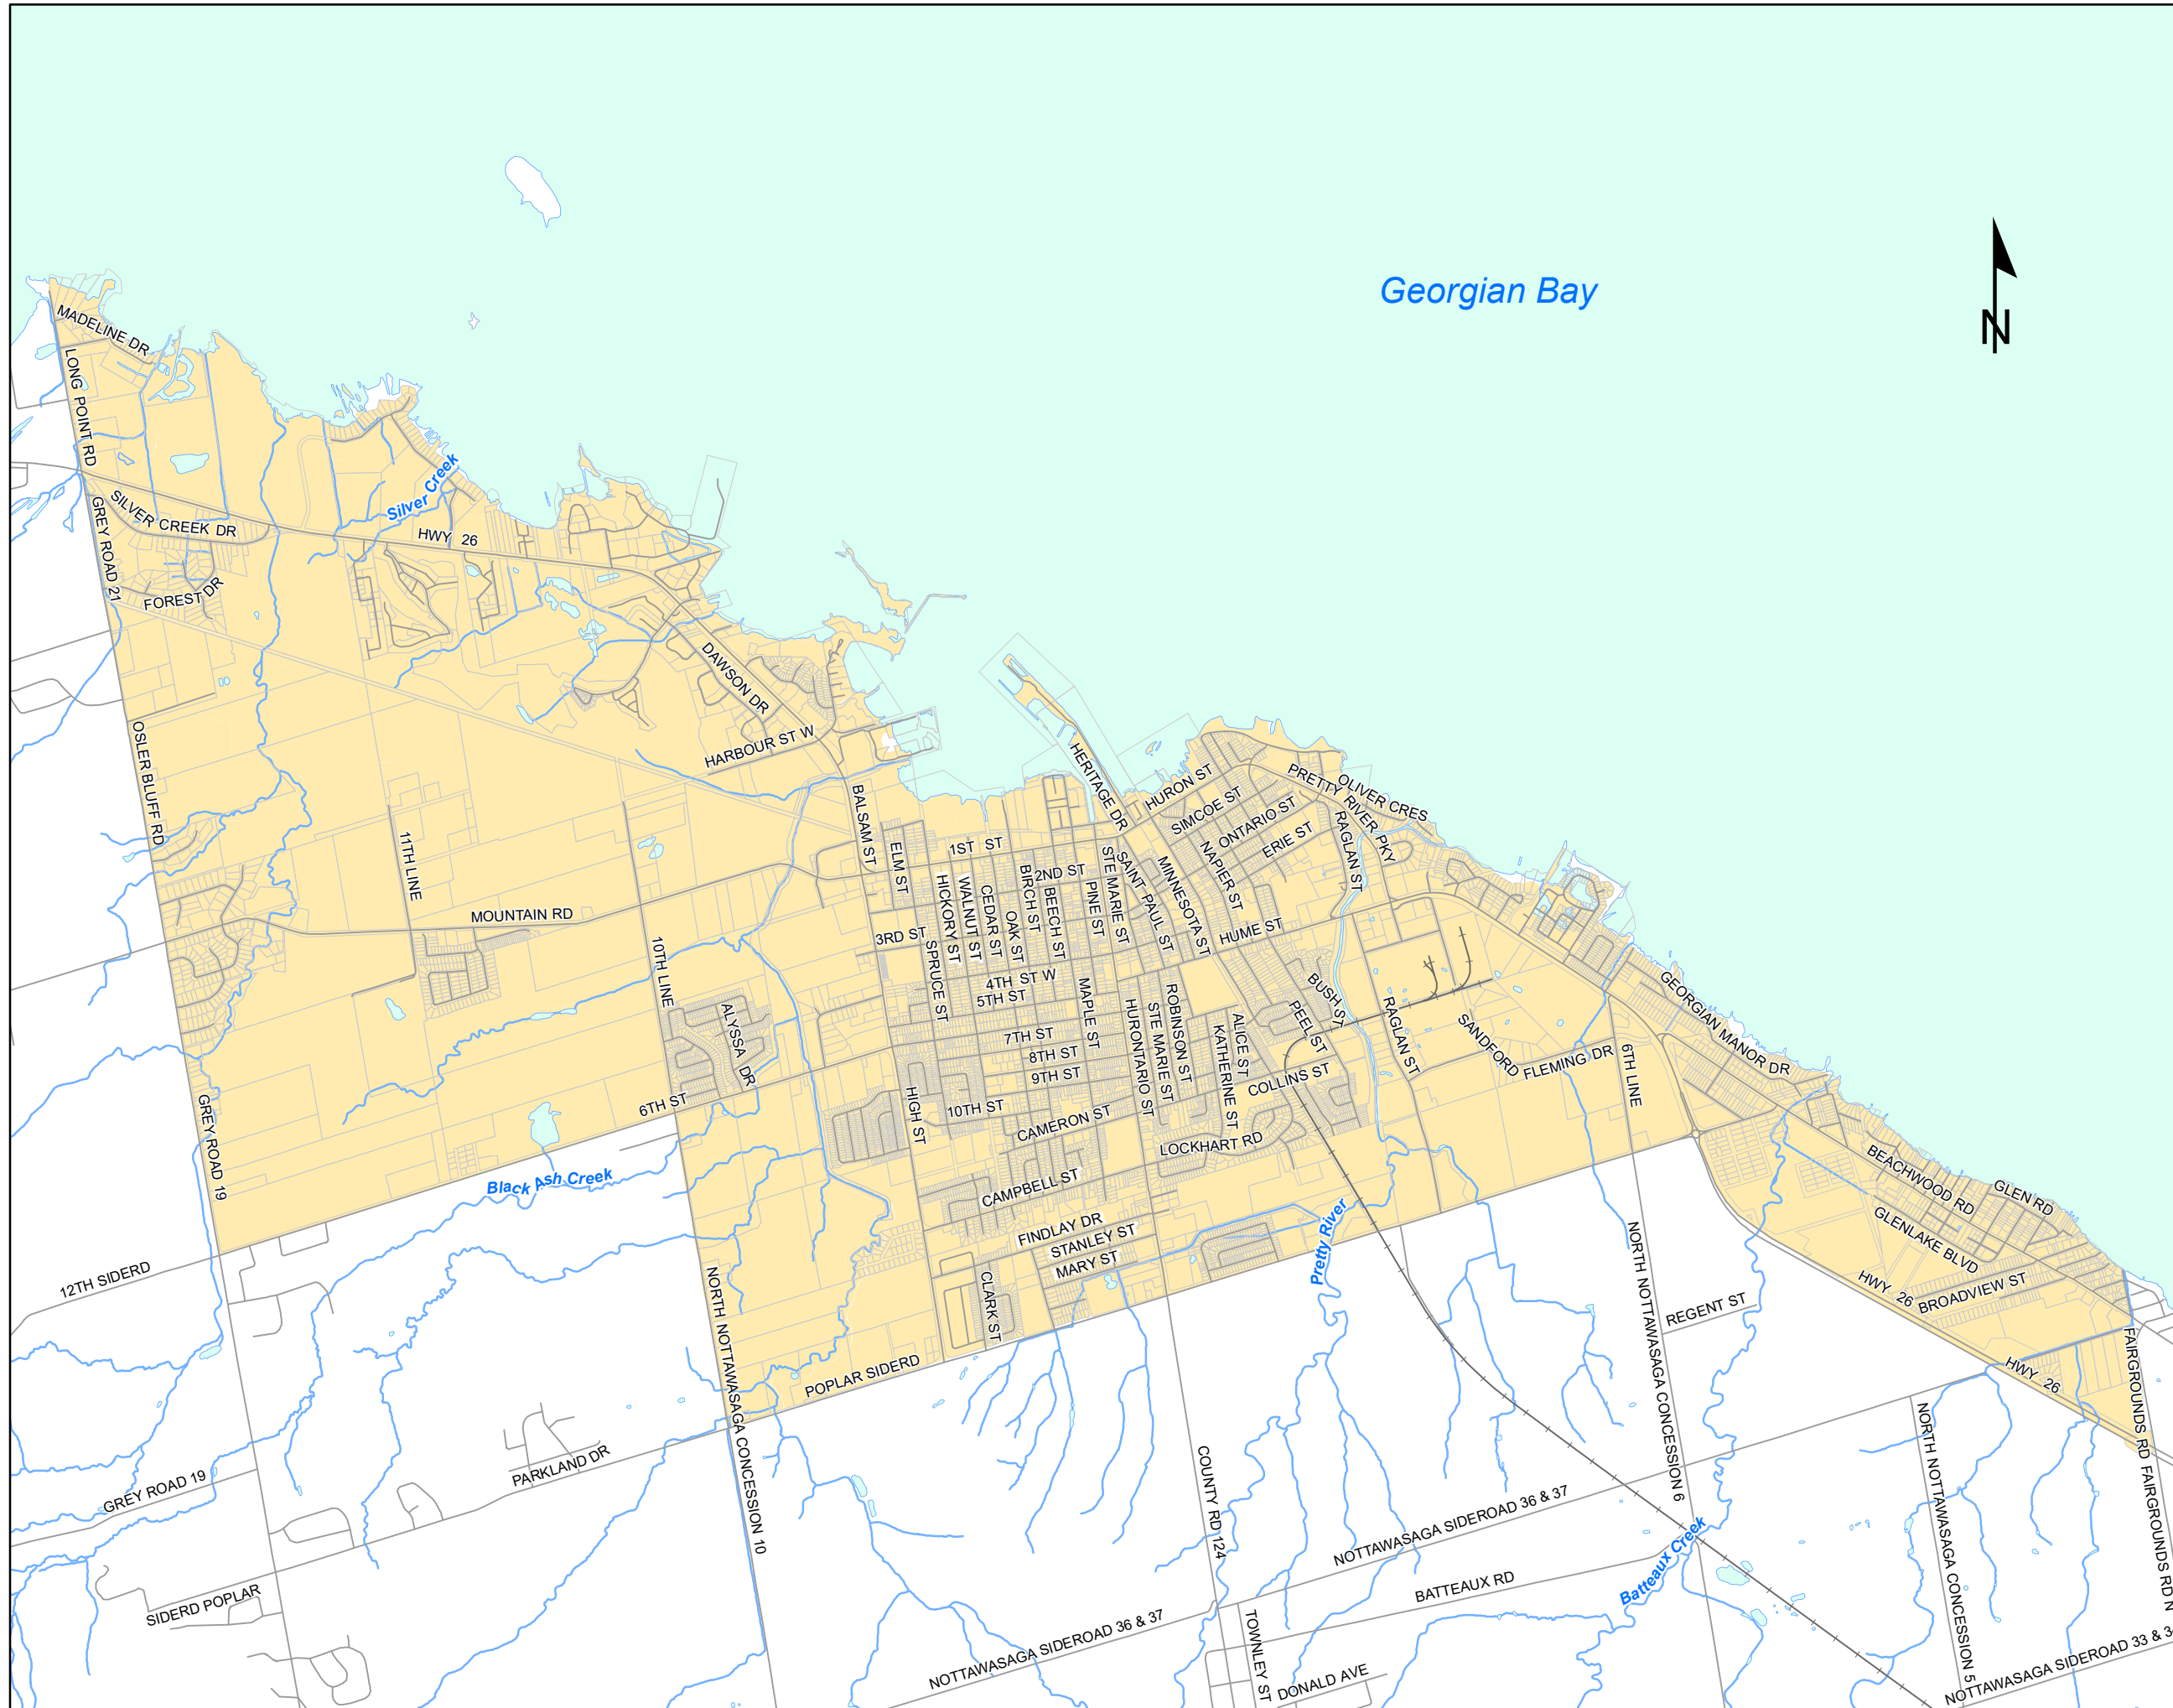 Georgian Bay
N
MADELINE DR
LONG POINT RD
Silver Creek
SILVER CREEK DR
HWY 26
GREY ROAD 21
FOREST DR
DAWSON DR
HARBOUR ST W
OSLER BLUFF RD
HERITAGE DR
HURON ST
PRETTY RIVER PKY
OLIVER CRES
SIMCOE ST
ONTARIO ST
ERIE ST
RAGLAN ST
BALSAM ST
11TH LINE
ELM ST
1ST ST
2ND ST
HICKORY ST
WALNUT ST
CEDAR ST
OAK ST
BIRCH ST
BEECH ST
PINE ST
STE MARIE ST
SAINT PAUL ST
MINNESOTA ST
NAPIER ST
MOUNTAIN RD
3RD ST
HUME ST
10TH LINE
SPRUCE ST
4TH ST W
5TH ST
MAPLE ST
HURONTARIO ST
STE MARIE ST
ROBINSON ST
KATHERINE ST
ALICE ST
PEEL ST
BUSH ST
RAGLAN ST
SANDFORD FLEMING DR
GEORGIAN MANOR DR
6TH LINE
ALYSSA DR
7TH ST
8TH ST
9TH ST
COLLINS ST
6TH ST
HIGH ST
10TH ST
CAMERON ST
LOCKHART RD
GREY ROAD 19
Black Ash Creek
CAMPBELL ST
BEACHWOOD RD
GLEN RD
GLENLAKE BLVD
FINDLAY DR
STANLEY ST
MARY ST
Pretty River
12TH SIDERD
CLARK ST
HWY 26
BROADVIEW ST
REGENT ST
NORTH NOTTAWASAGA CONCESSION 10
NORTH NOTTAWASAGA CONCESSION 6
POPLAR SIDERD
HWY 26
FAIRGROUNDS RD
FAIRGROUNDS RD N
NORTH NOTTAWASAGA CONCESSION 5
PARKLAND DR
GREY ROAD 19
COUNTY RD 124
NOTTAWASAGA SIDEROAD 36 & 37
Batteaux Creek
BATTEAUX RD
SIDERD POPLAR
NOTTAWASAGA SIDEROAD 36 & 37
TOWNLEY ST
DONALD AVE
NOTTAWASAGA SIDEROAD 33 & 3